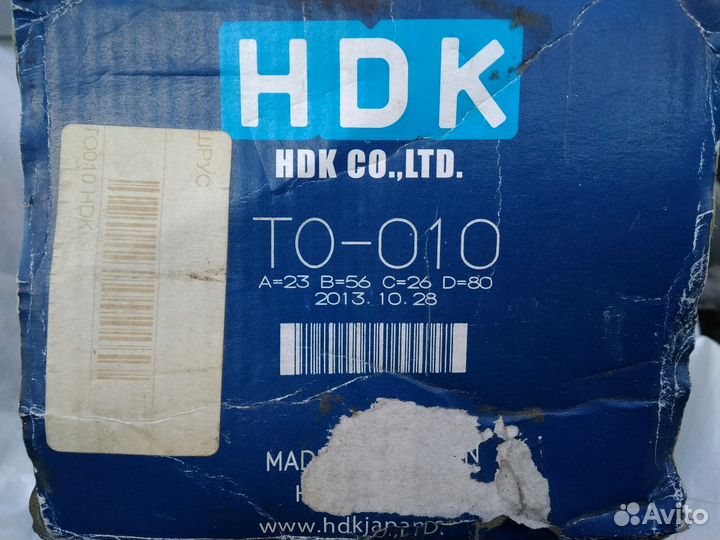 HDK
HDK CO.,LTD.
TO-010
A=23 B=56 C=26 D=80
2013.10.28
ШРУС
TO010 HDK
MAD
N
H
www.hdkjapan
Avito